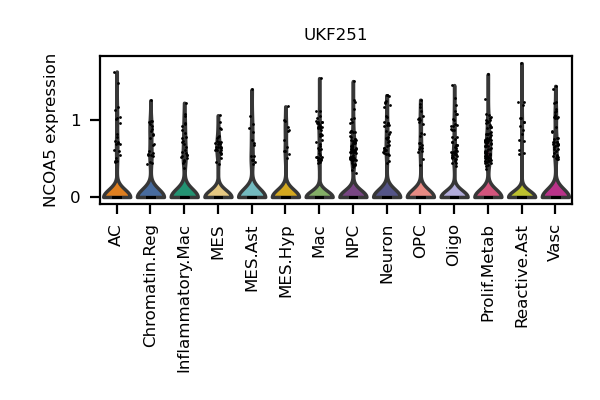 UKF251
NCOA5 expression
1
0
AC
Chromatin.Reg
Inflammatory.Mac
MES
MES.Ast
MES.Hyp
Mac
NPC
Neuron
OPC
Oligo
Prolif.Metab
Reactive.Ast
Vasc